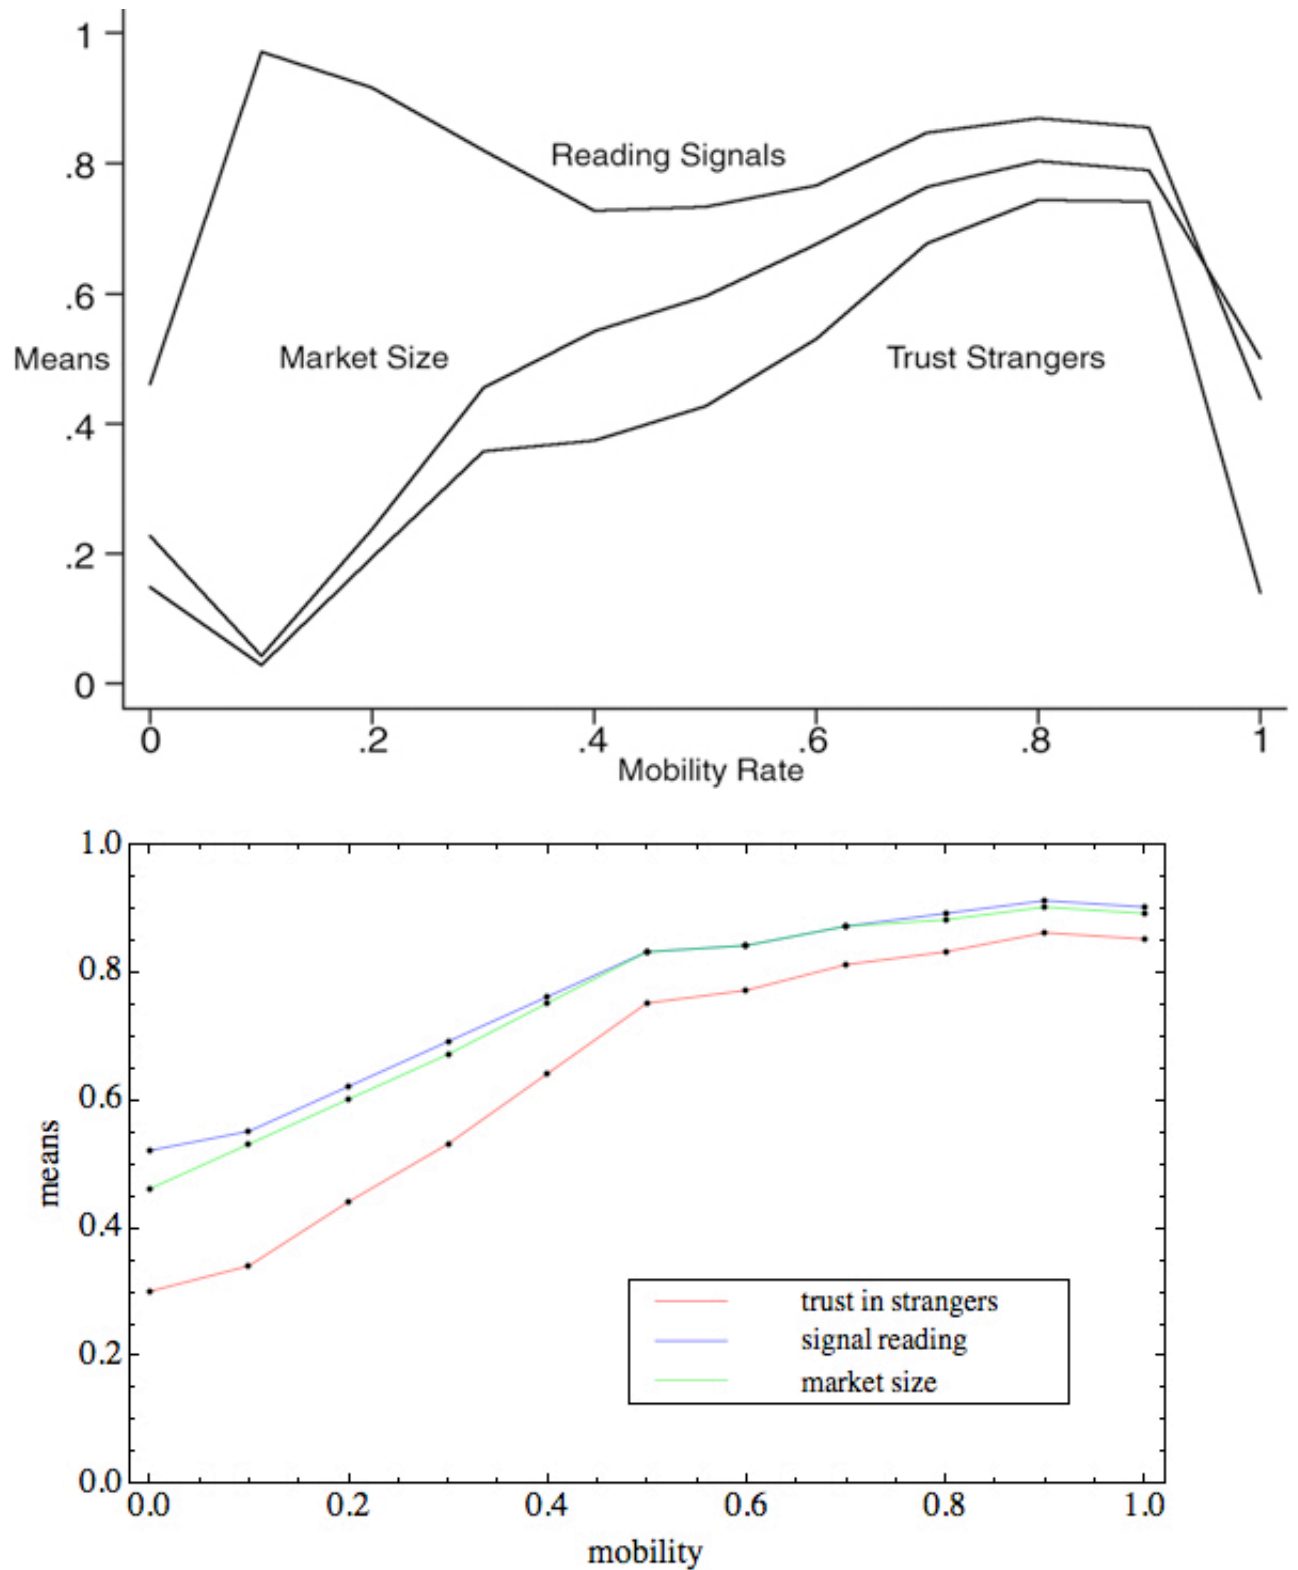 1
.8
.6
.4
.2
0
Means
Reading Signals
Market Size
Trust Strangers
0 .2 .4 .6 .8 1
Mobility Rate
1.0
0.8
0.6
0.4
0.2
0.0
means
trust in strangers
signal reading
market size
0.0 0.2 0.4 0.6 0.8 1.0
mobility